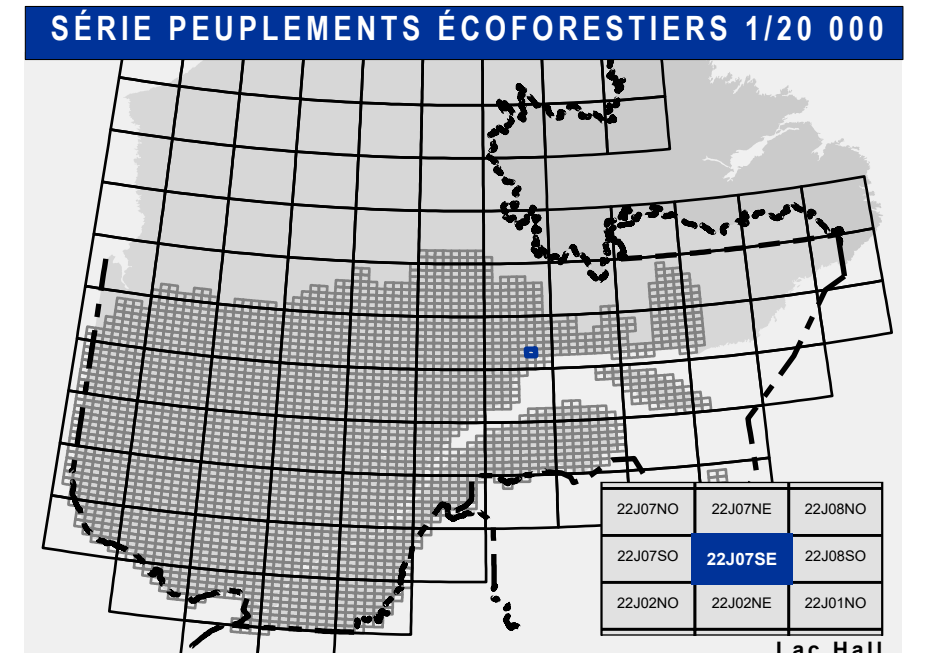 SÉRIE PEUPLEMENTS ÉCOFORESTIERS 1/20 000
22J07NO 22J07NE 22J08NO
22J07SO 22J07SE 22J08SO
22J02NO 22J02NE 22J01NO
Lac Hall